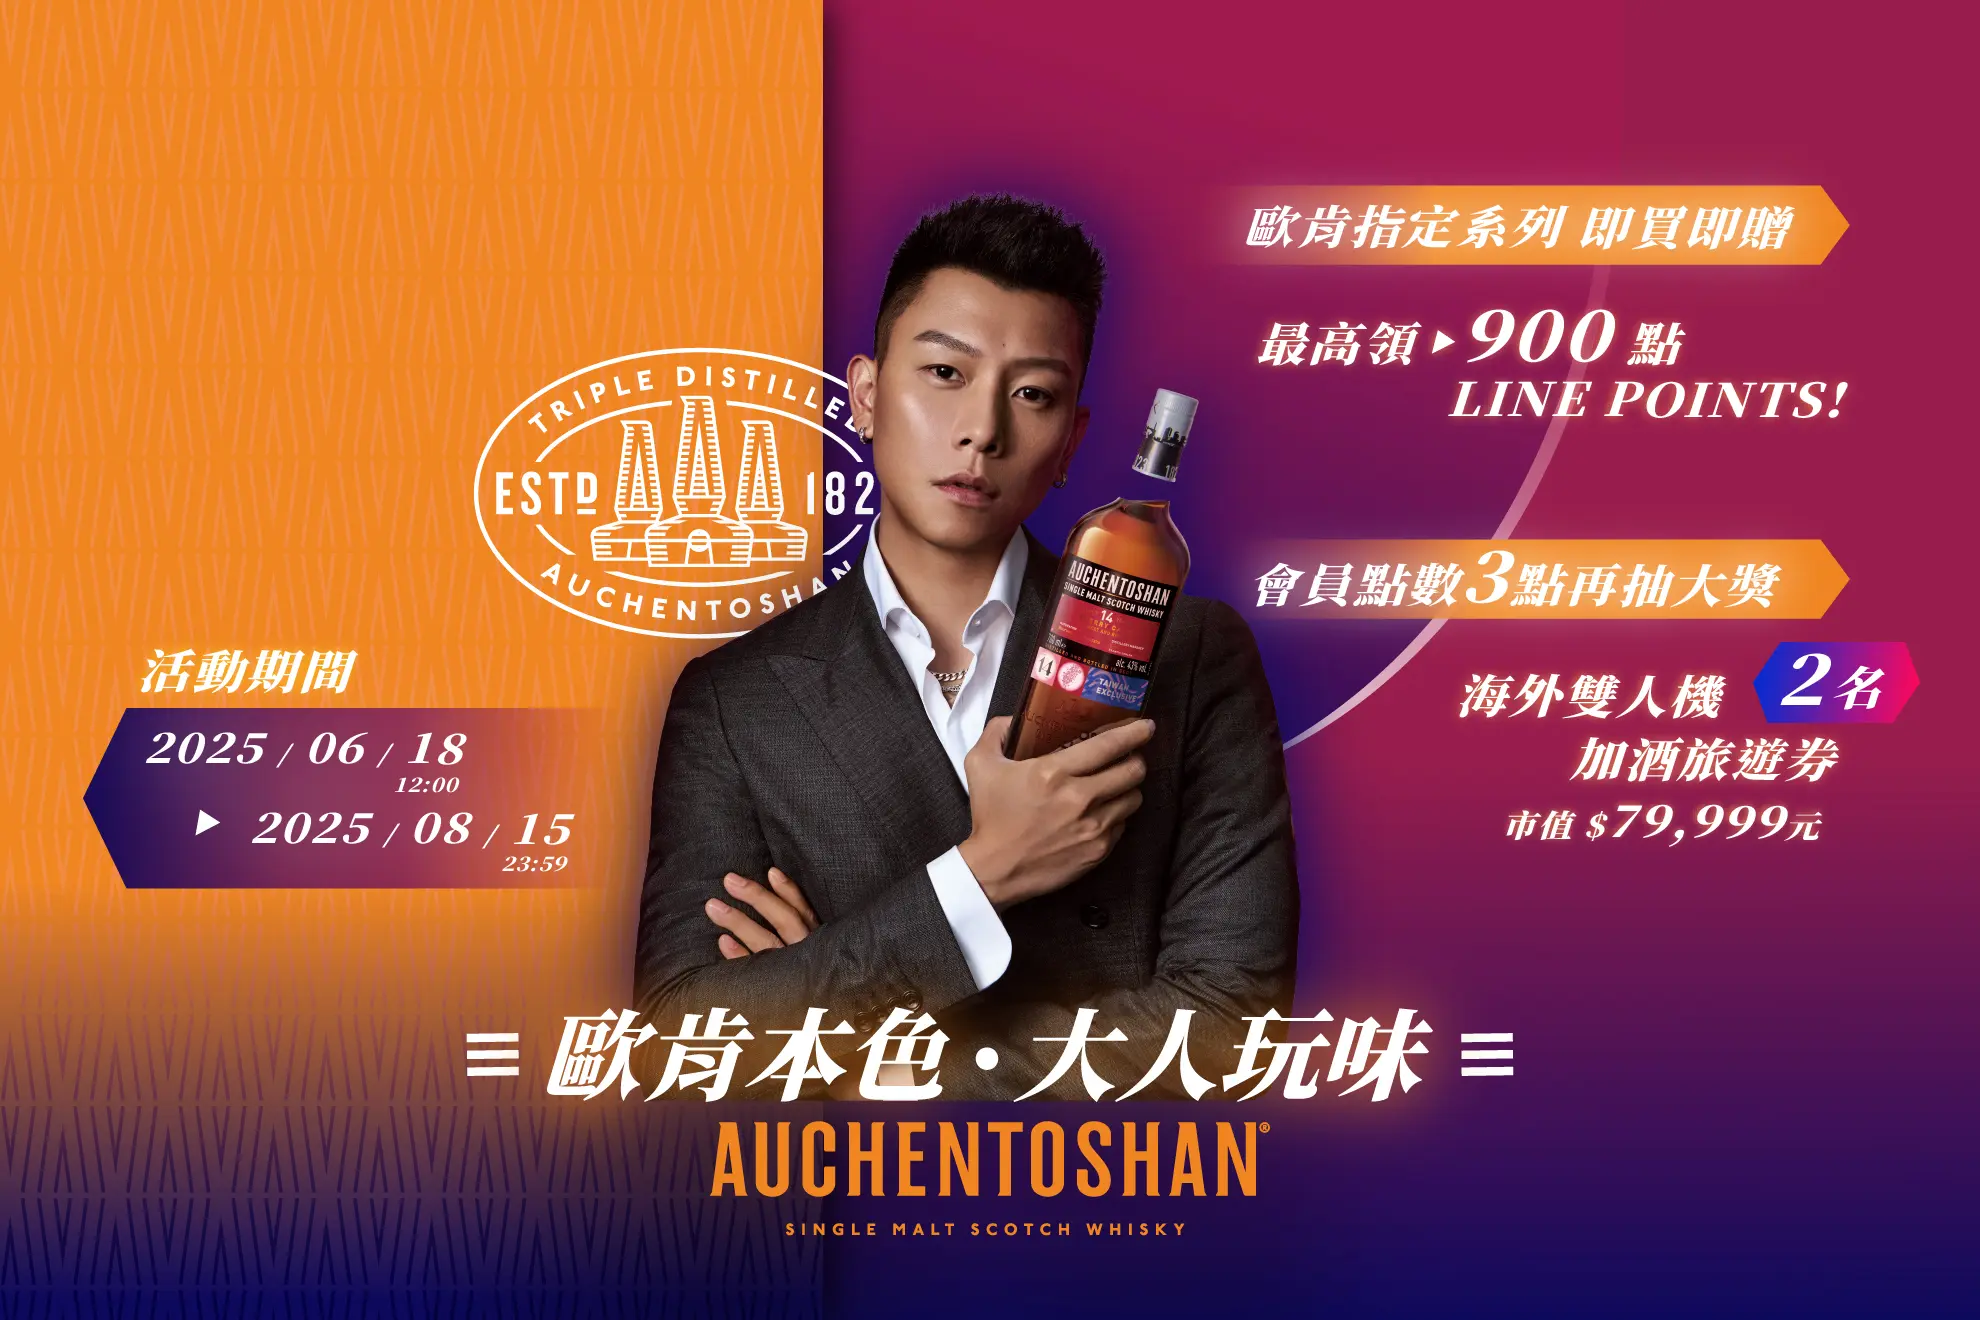 歐肯指定系列 即買即贈
最高領▶900 點
LINE POINTS!
TRIPLE DISTILLED
ESTD 182
AUCHENTOSHAN
會員點數3點再抽大獎
海外雙人機
2名
加酒旅遊券
市值 $79,999元
活動期間
2025 / 06 / 18
12:00
▶ 2025 / 08 / 15
23:59
AUCHENTOSHAN
SINGLE MALT SCOTCH WHISKY
14
alc. 43% vol
14
TAIWAN
EXCLUSIVE
歐肯本色・大人玩味
AUCHENTOSHAN®
SINGLE MALT SCOTCH WHISKY